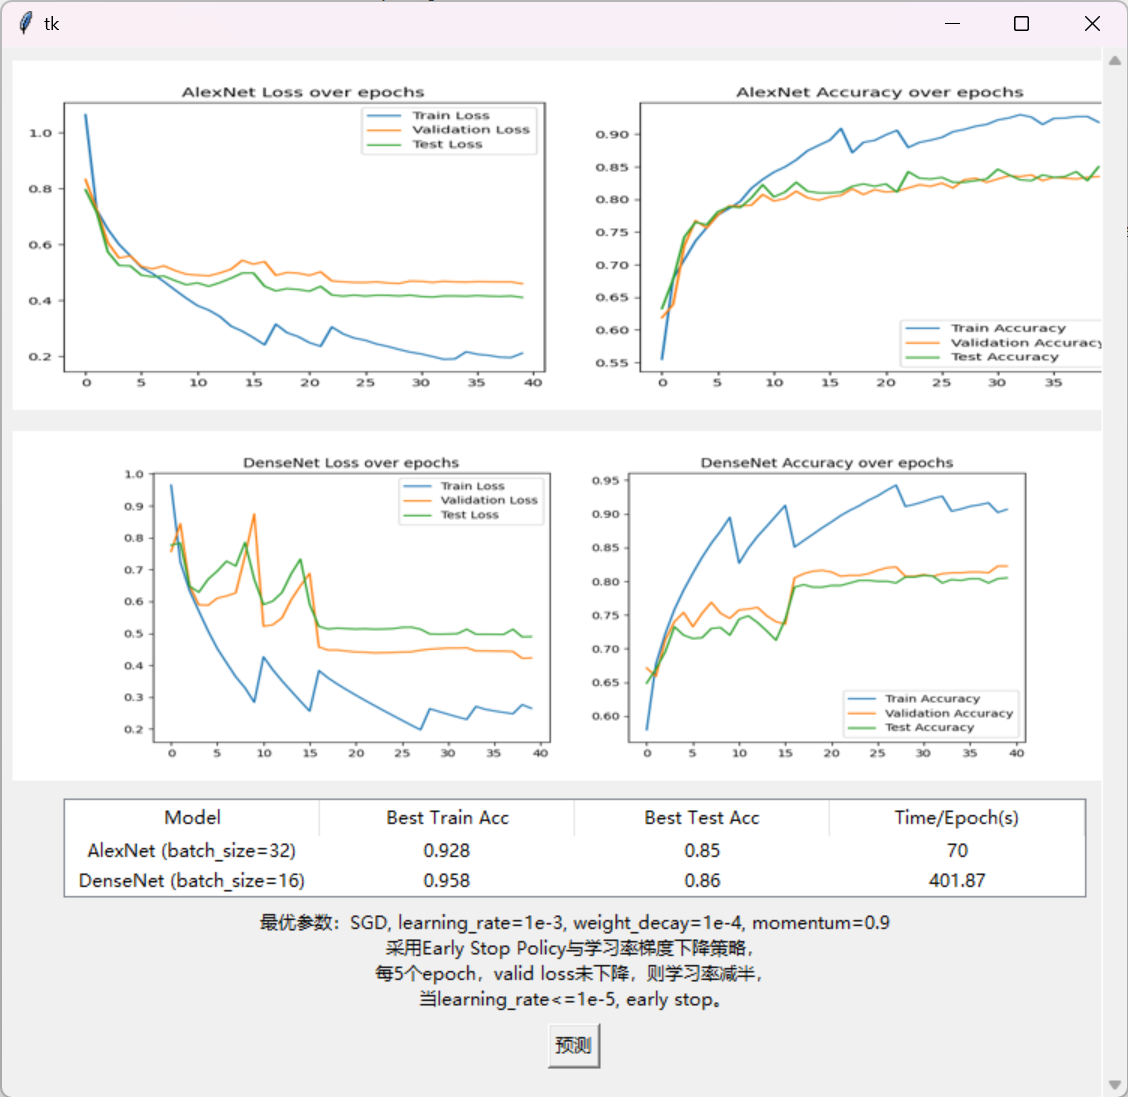 tk
AlexNet Loss over epochs
Train Loss
Validation Loss
Test Loss
1.0
0.8
0.6
0.4
0.2
0 5 10 15 20 25 30 35 40
AlexNet Accuracy over epochs
0.90
0.85
0.80
0.75
0.70
0.65
0.60
0.55
Train Accuracy
Validation Accuracy
Test Accuracy
0 5 10 15 20 25 30 35
DenseNet Loss over epochs
Train Loss
Validation Loss
Test Loss
1.0
0.9
0.8
0.7
0.6
0.5
0.4
0.3
0.2
0 5 10 15 20 25 30 35 40
DenseNet Accuracy over epochs
0.95
0.90
0.85
0.80
0.75
0.70
0.65
0.60
Train Accuracy
Validation Accuracy
Test Accuracy
0 5 10 15 20 25 30 35 40
Model Best Train Acc Best Test Acc Time/Epoch(s)
AlexNet (batch_size=32) 0.928 0.85 70
DenseNet (batch_size=16) 0.958 0.86 401.87
最优参数：SGD, learning_rate=1e-3, weight_decay=1e-4, momentum=0.9
采用Early Stop Policy与学习率梯度下降策略，
每5个epoch，valid loss未下降，则学习率减半，
当learning_rate<=1e-5, early stop。
预测